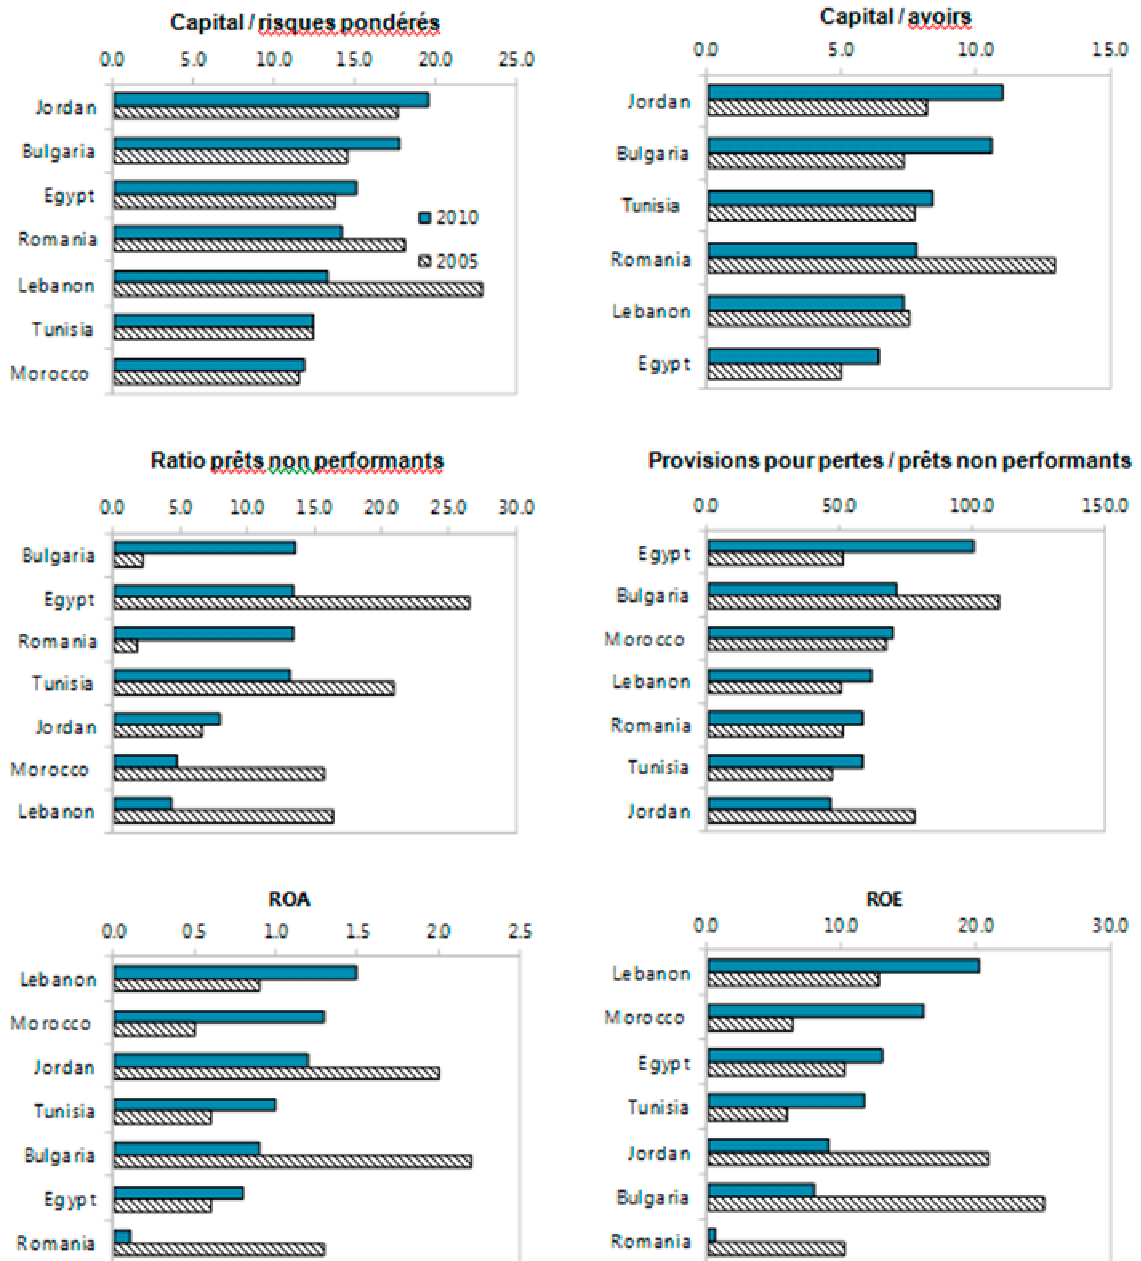 Capital / risques pondérés
0.0 5.0 10.0 15.0 20.0 25.0
Jordan
Bulgaria
Egypt
Romania
Lebanon
Tunisia
Morocco
2010
2005
Capital / avoirs
0.0 5.0 10.0 15.0
Jordan
Bulgaria
Tunisia
Romania
Lebanon
Egypt
Ratio prêts non performants
0.0 5.0 10.0 15.0 20.0 25.0 30.0
Bulgaria
Egypt
Romania
Tunisia
Jordan
Morocco
Lebanon
Provisions pour pertes / prêts non performants
0.0 50.0 100.0 150.0
Egypt
Bulgaria
Morocco
Lebanon
Romania
Tunisia
Jordan
ROA
0.0 0.5 1.0 1.5 2.0 2.5
Lebanon
Morocco
Jordan
Tunisia
Bulgaria
Egypt
Romania
ROE
0.0 10.0 20.0 30.0
Lebanon
Morocco
Egypt
Tunisia
Jordan
Bulgaria
Romania